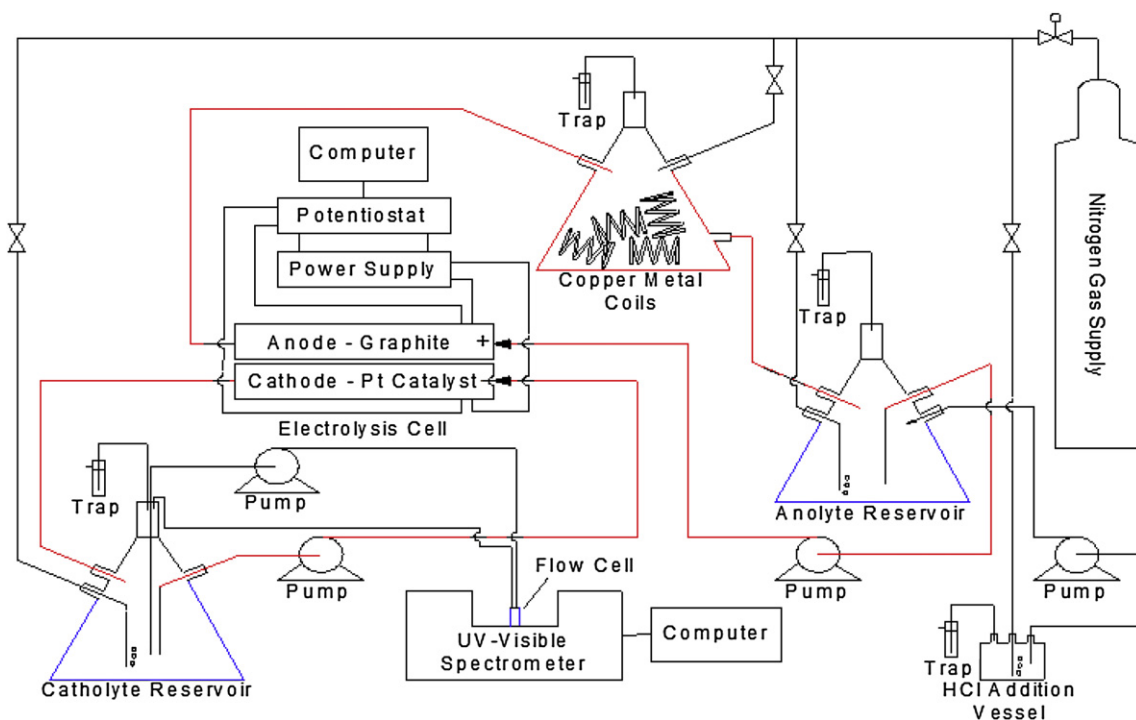 Trap
Computer
Potentiostat
Power Supply
Copper Metal
Coils
Nitrogen Gas Supply
Trap
Anode - Graphite +
Cathode - Pt Catalyst -
Electrolysis Cell
Trap
Pump
Anolyte Reservoir
Pump
Flow Cell
Pump
Pump
UV-Visible
Spectrometer
Computer
Trap
Catholyte Reservoir
HCl Addition
Vessel